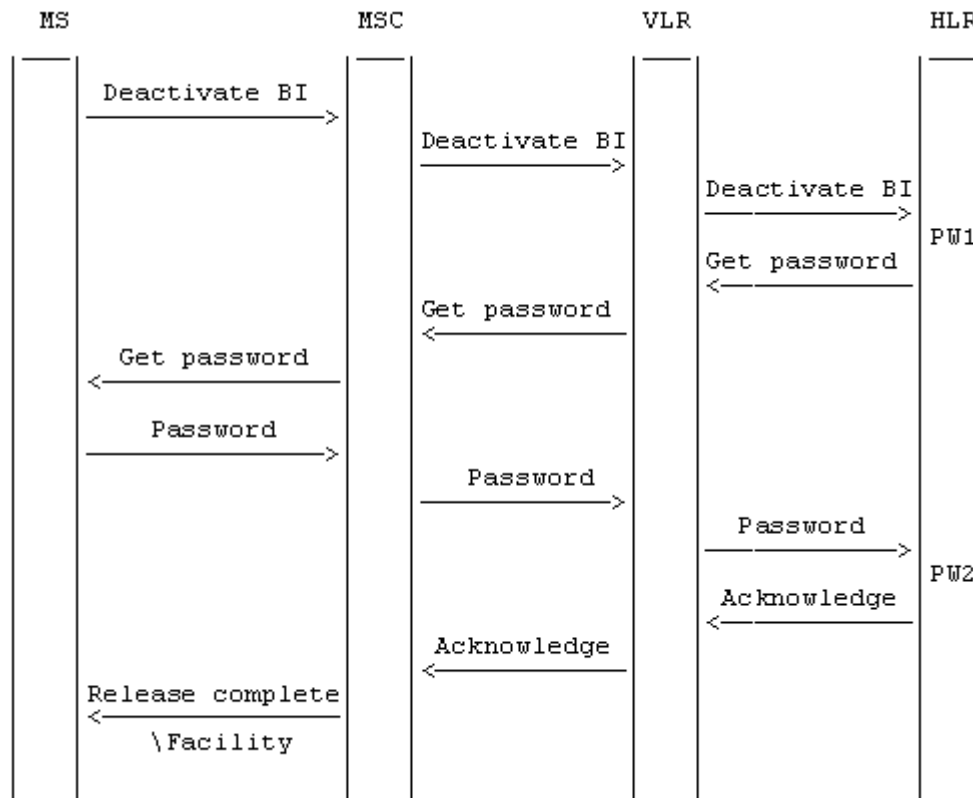 MS MSC VLR HLR
Deactivate BI
Deactivate BI
Deactivate BI
PW1
Get password
Get password
Get password
Password
Password
Password
PW2
Acknowledge
Acknowledge
Release complete
\Facility